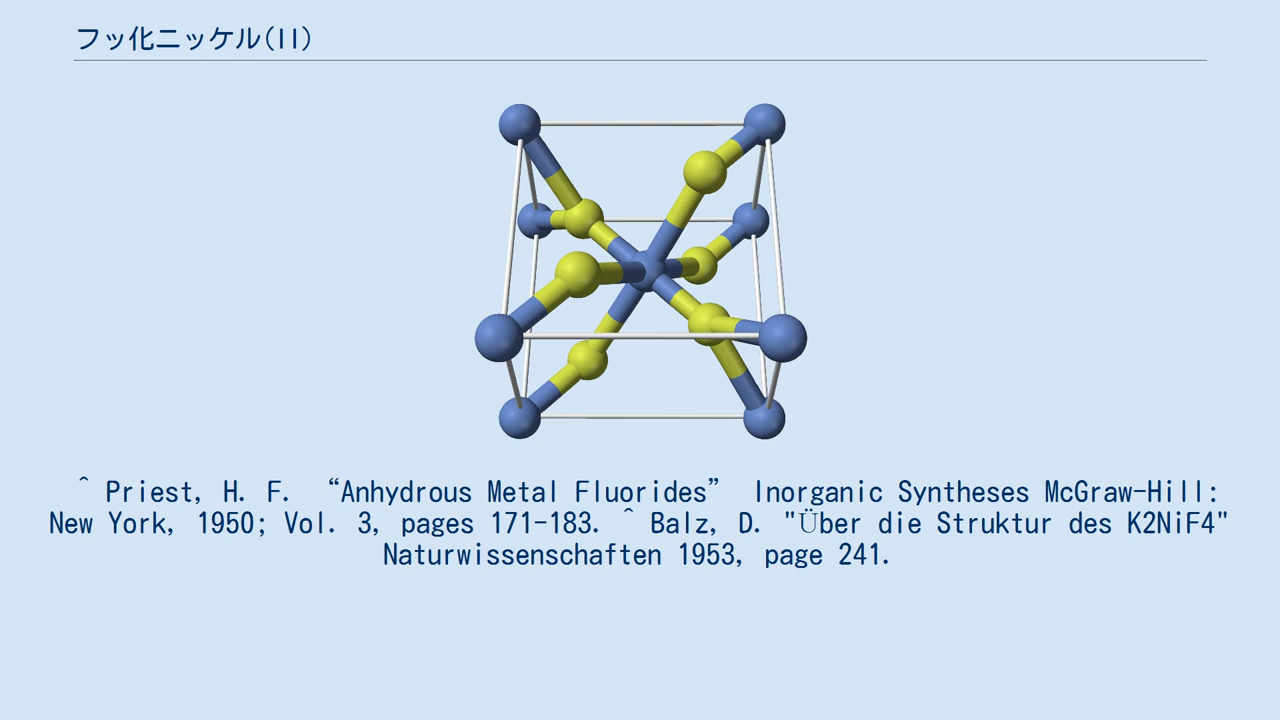 フッ化ニッケル(II)
^ Priest, H. F. “Anhydrous Metal Fluorides” Inorganic Syntheses McGraw-Hill:
New York, 1950; Vol. 3, pages 171-183. ^ Balz, D. "Über die Struktur des K2NiF4"
Naturwissenschaften 1953, page 241.